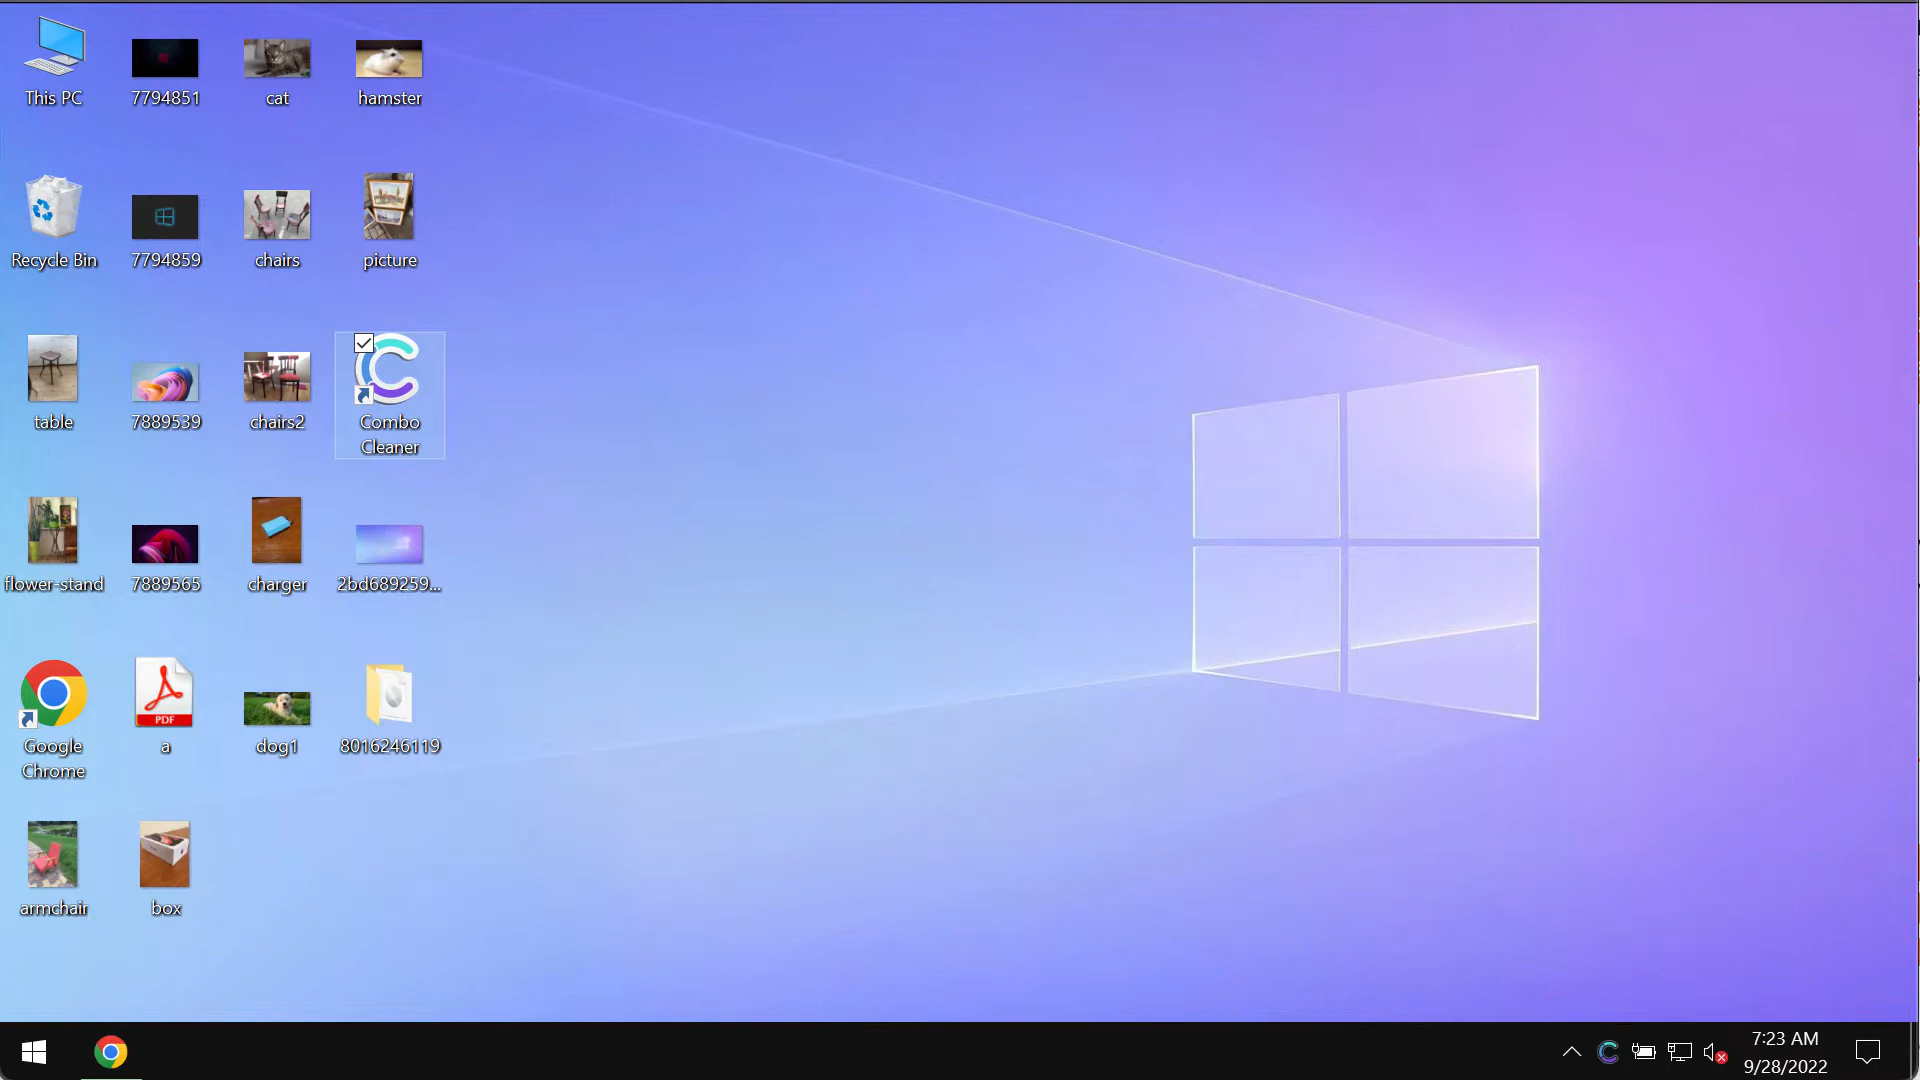 This PC
7794851
cat
hamster
Recycle Bin
7794859
chairs
picture
table
7889539
chairs2
Combo
Cleaner
flower-stand
7889565
charger
2bd689259...
Google
Chrome
PDF
a
dog1
8016246119
armchair
box
7:23 AM
9/28/2022